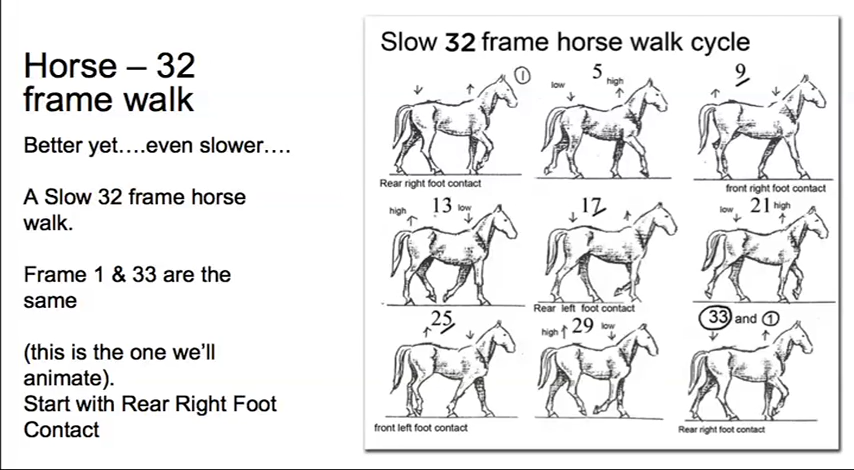 Horse – 32
frame walk
Better yet….even slower….
A Slow 32 frame horse
walk.
Frame 1 & 33 are the
same
(this is the one we’ll
animate).
Start with Rear Right Foot
Contact
Slow 32 frame horse walk cycle
1
Rear right foot contact
low 5 high
9
front right foot contact
high 13 low
17
Rear left foot contact
low 21 high
25
front left foot contact
high 29 low
33 and 1
Rear right foot contact